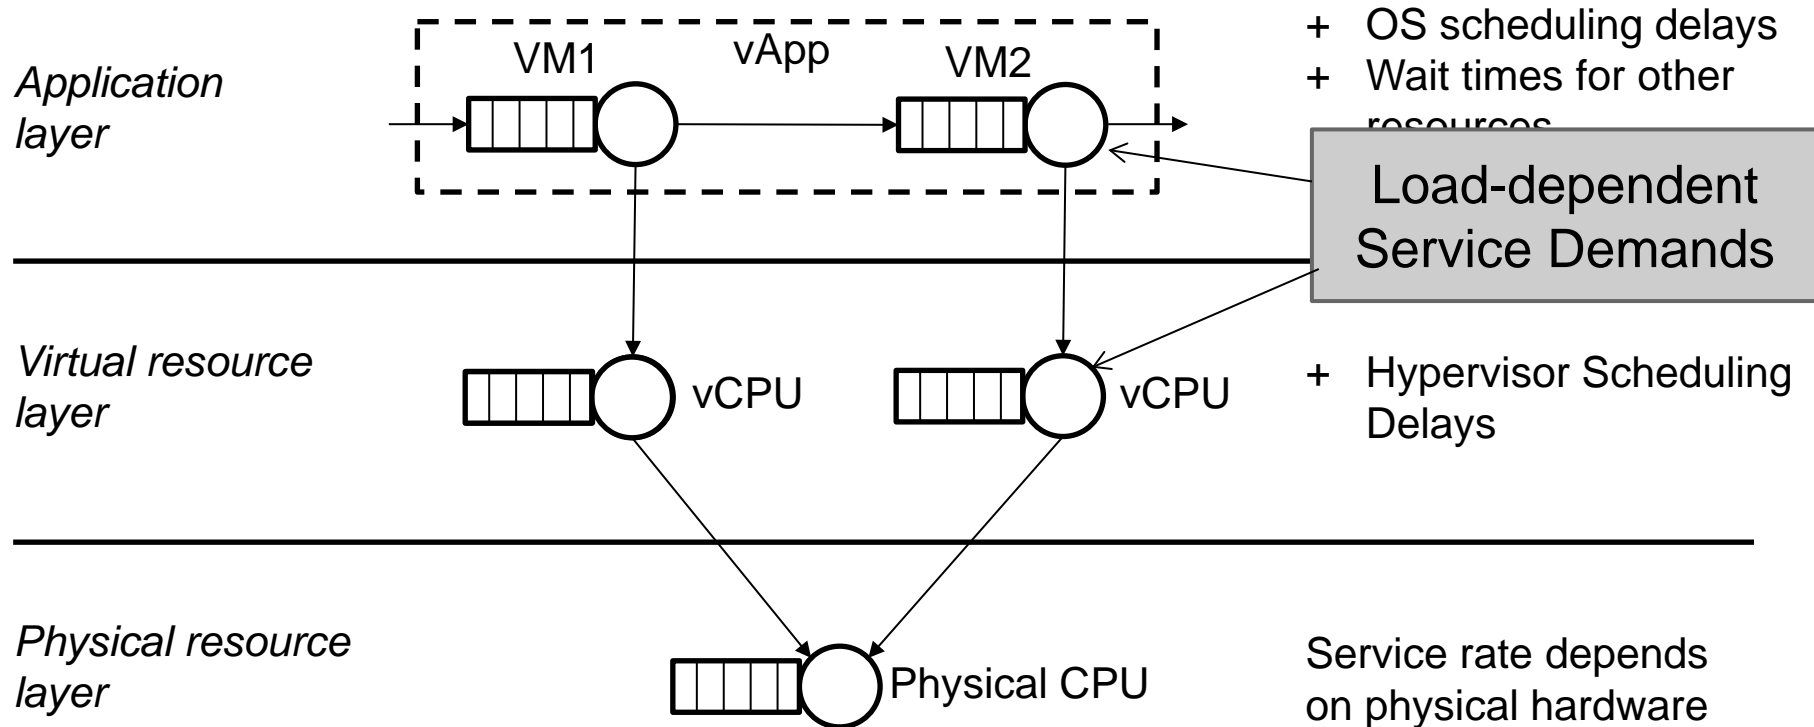 Application
layer
VM1
vApp
VM2
+ OS scheduling delays
+ Wait times for other
resources
Load-dependent
Service Demands
Virtual resource
layer
vCPU
vCPU
+ Hypervisor Scheduling
Delays
Physical resource
layer
Physical CPU
Service rate depends
on physical hardware